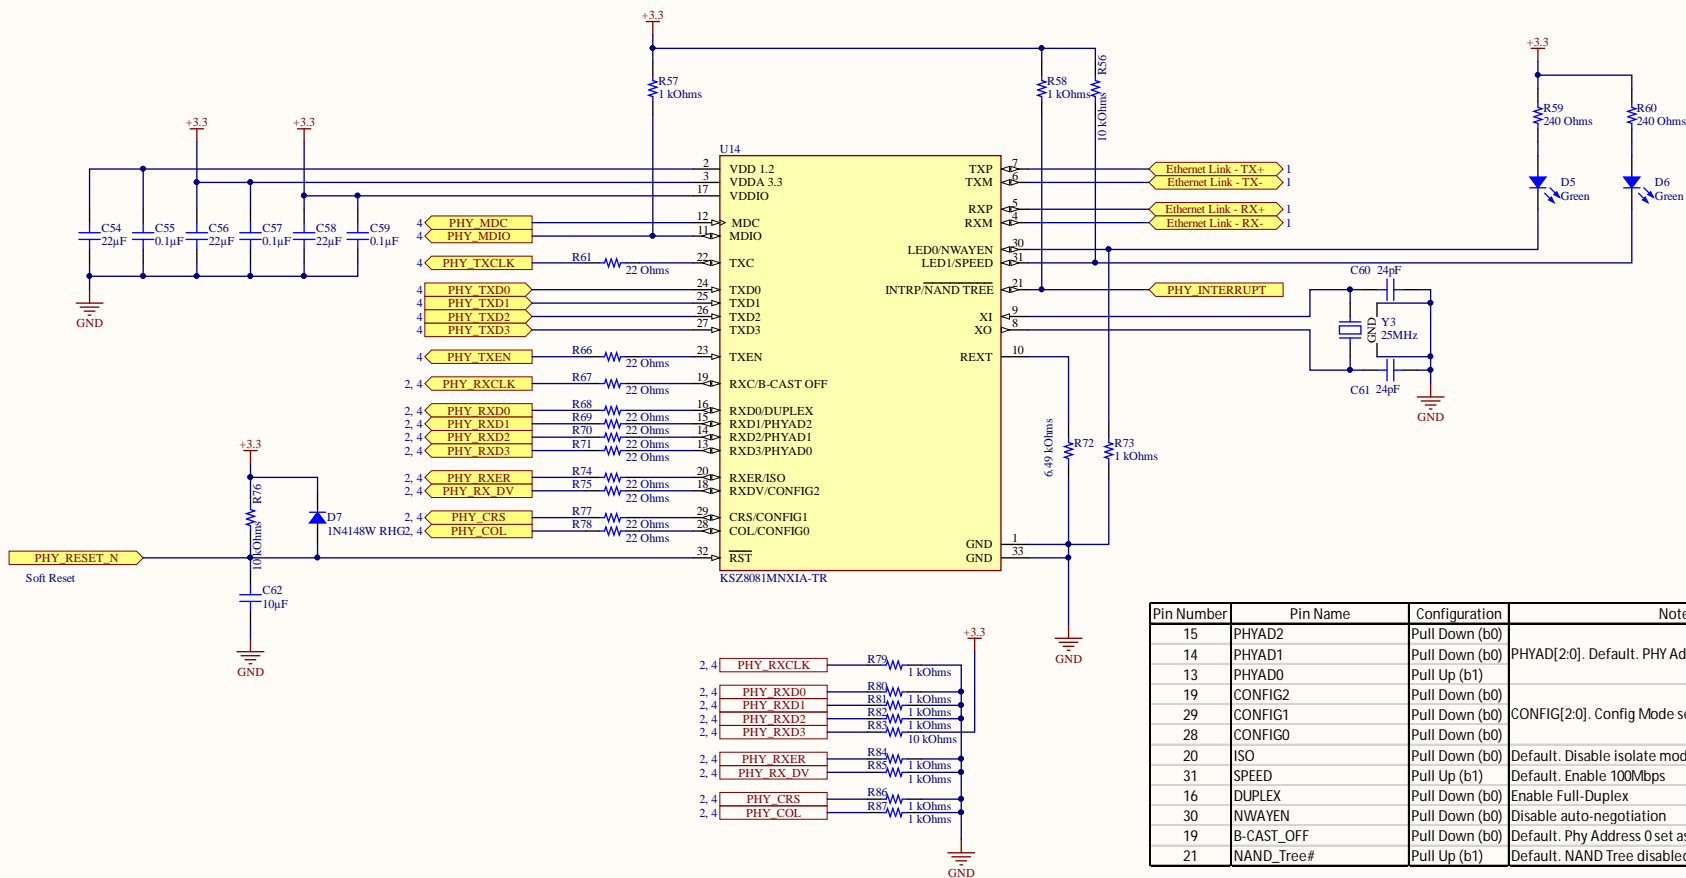 +3.3
+3.3
R57
1 kOhms
R58
1 kOhms
R56
10 kOhms
R59
240 Ohms
R60
240 Ohms
+3.3
+3.3
U14
2 VDD 1.2
3 VDDA 3.3
17 VDDIO
TXP 7 Ethernet Link - TX+ 1
TXM 6 Ethernet Link - TX- 1
RXP 5 Ethernet Link - RX+ 1
RXM 4 Ethernet Link - RX- 1
D5
Green
D6
Green
C54
22µF
C55
0.1µF
C56
22µF
C57
0.1µF
C58
22µF
C59
0.1µF
GND
4 PHY_MDC 12 MDC
4 PHY_MDIO 11 MDIO
4 PHY_TXCLK R61 22 Ohms 22 TXC
4 PHY_TXD0 24 TXD0
4 PHY_TXD1 25 TXD1
4 PHY_TXD2 26 TXD2
4 PHY_TXD3 27 TXD3
4 PHY_TXEN R66 22 Ohms 23 TXEN
2, 4 PHY_RXCLK R67 22 Ohms 19 RXC/B-CAST OFF
2, 4 PHY_RXD0 R68 22 Ohms 16 RXD0/DUPLEX
2, 4 PHY_RXD1 R69 22 Ohms 15 RXD1/PHYAD2
2, 4 PHY_RXD2 R70 22 Ohms 14 RXD2/PHYAD1
2, 4 PHY_RXD3 R71 22 Ohms 13 RXD3/PHYAD0
2, 4 PHY_RXER R74 22 Ohms 20 RXER/ISO
2, 4 PHY_RX_DV R75 22 Ohms 18 RXDV/CONFIG2
2, 4 PHY_CRS R77 22 Ohms 29 CRS/CONFIG1
2, 4 PHY_COL R78 22 Ohms 28 COL/CONFIG0
32 RST
KSZ8081MNXIA-TR
LED0/NWAYEN 30
LED1/SPEED 31
INTRP/NAND TREE 21 PHY_INTERRUPT
XI 9
XO 8
REXT 10
GND 1
GND 33
C60 24pF
Y3
25MHz
GND
C61 24pF
GND
R72
6.49 kOhms
R73
1 kOhms
GND
+3.3
R76
10 kOhms
D7
1N4148W RHG
PHY_RESET_N
Soft Reset
C62
10µF
GND
+3.3
2, 4 PHY_RXCLK R79 1 kOhms
2, 4 PHY_RXD0 R80 1 kOhms
2, 4 PHY_RXD1 R81 1 kOhms
2, 4 PHY_RXD2 R82 1 kOhms
2, 4 PHY_RXD3 R83 10 kOhms
2, 4 PHY_RXER R84 1 kOhms
2, 4 PHY_RX_DV R85 1 kOhms
2, 4 PHY_CRS R86 1 kOhms
2, 4 PHY_COL R87 1 kOhms
GND
Pin Number Pin Name Configuration Note
15 PHYAD2 Pull Down (b0)
14 PHYAD1 Pull Down (b0) PHYAD[2:0]. Default. PHY Ad
13 PHYAD0 Pull Up (b1)
19 CONFIG2 Pull Down (b0)
29 CONFIG1 Pull Down (b0) CONFIG[2:0]. Config Mode se
28 CONFIG0 Pull Down (b0)
20 ISO Pull Down (b0) Default. Disable isolate mod
31 SPEED Pull Up (b1) Default. Enable 100Mbps
16 DUPLEX Pull Down (b0) Enable Full-Duplex
30 NWAYEN Pull Down (b0) Disable auto-negotiation
19 B-CAST_OFF Pull Down (b0) Default. Phy Address 0 set as
21 NAND_Tree# Pull Up (b1) Default. NAND Tree disabled